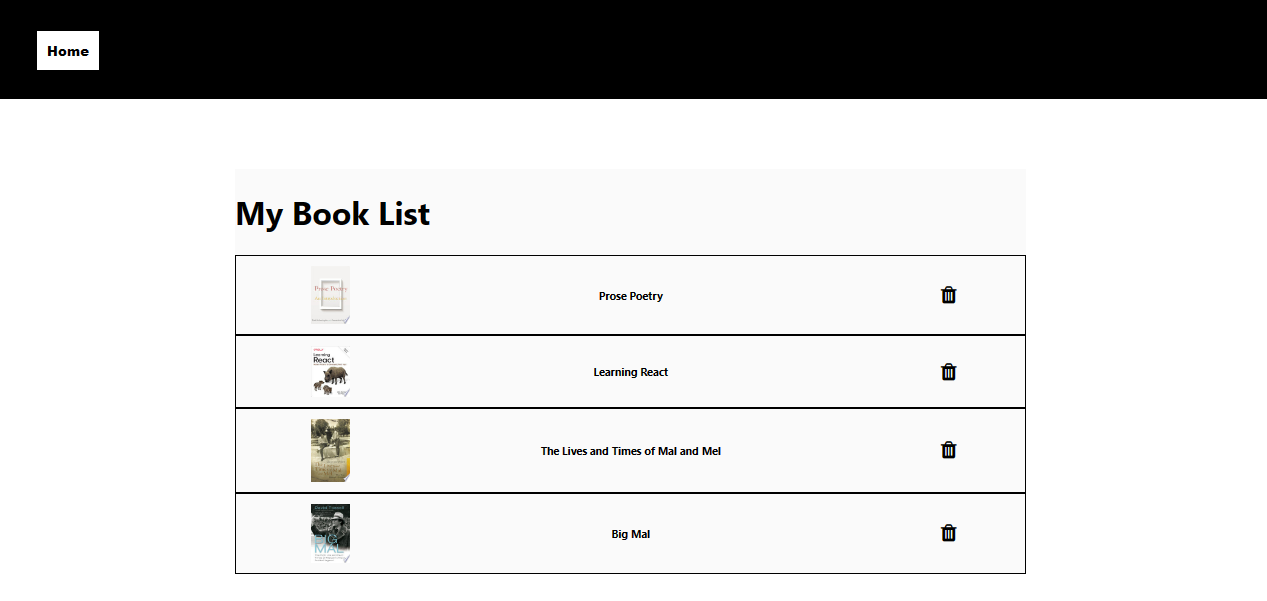 Home
My Book List
Prose Poetry
Prose Poetry
Learning
React
Learning React
The Lives and Times of Mal and Mel
BIG
MAL
Big Mal